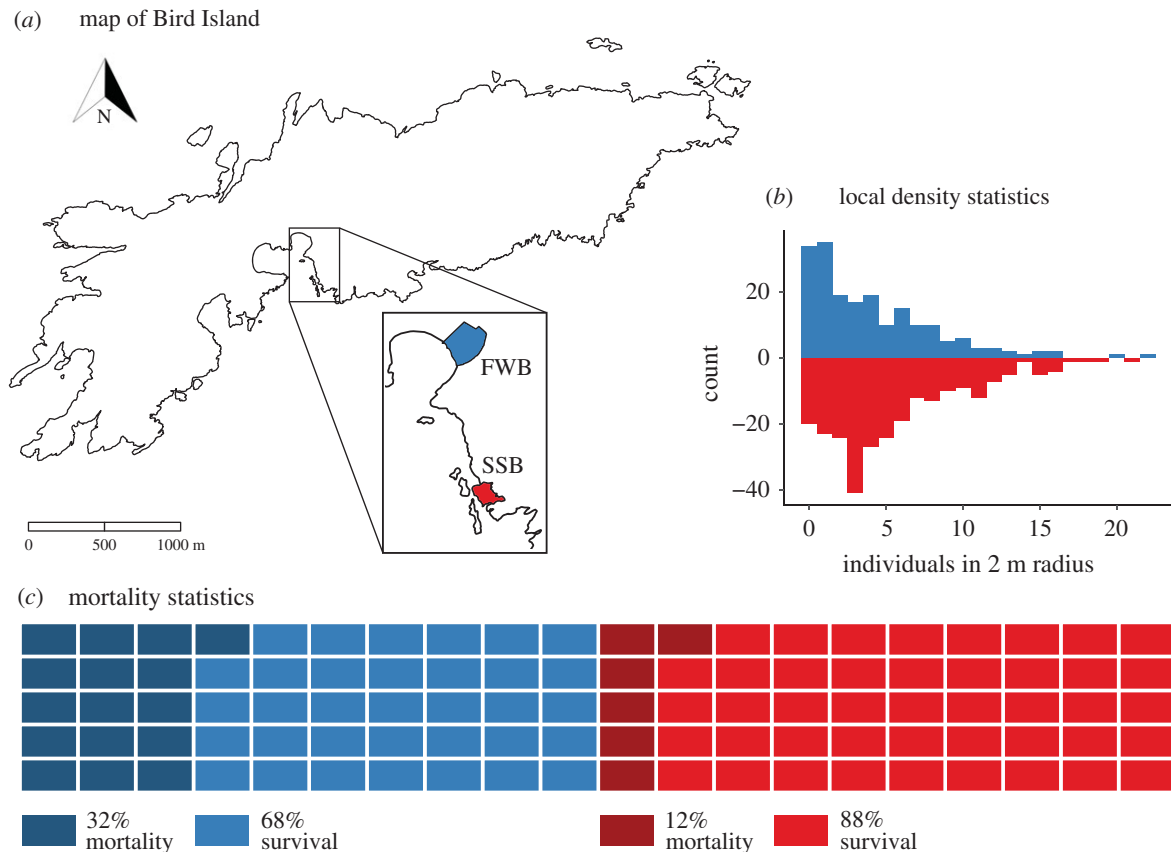 (a) map of Bird Island
N
FWB
SSB
0 500 1000 m
(b) local density statistics
count
20
0
−20
−40
0 5 10 15 20
individuals in 2 m radius
(c) mortality statistics
32% mortality
68% survival
12% mortality
88% survival